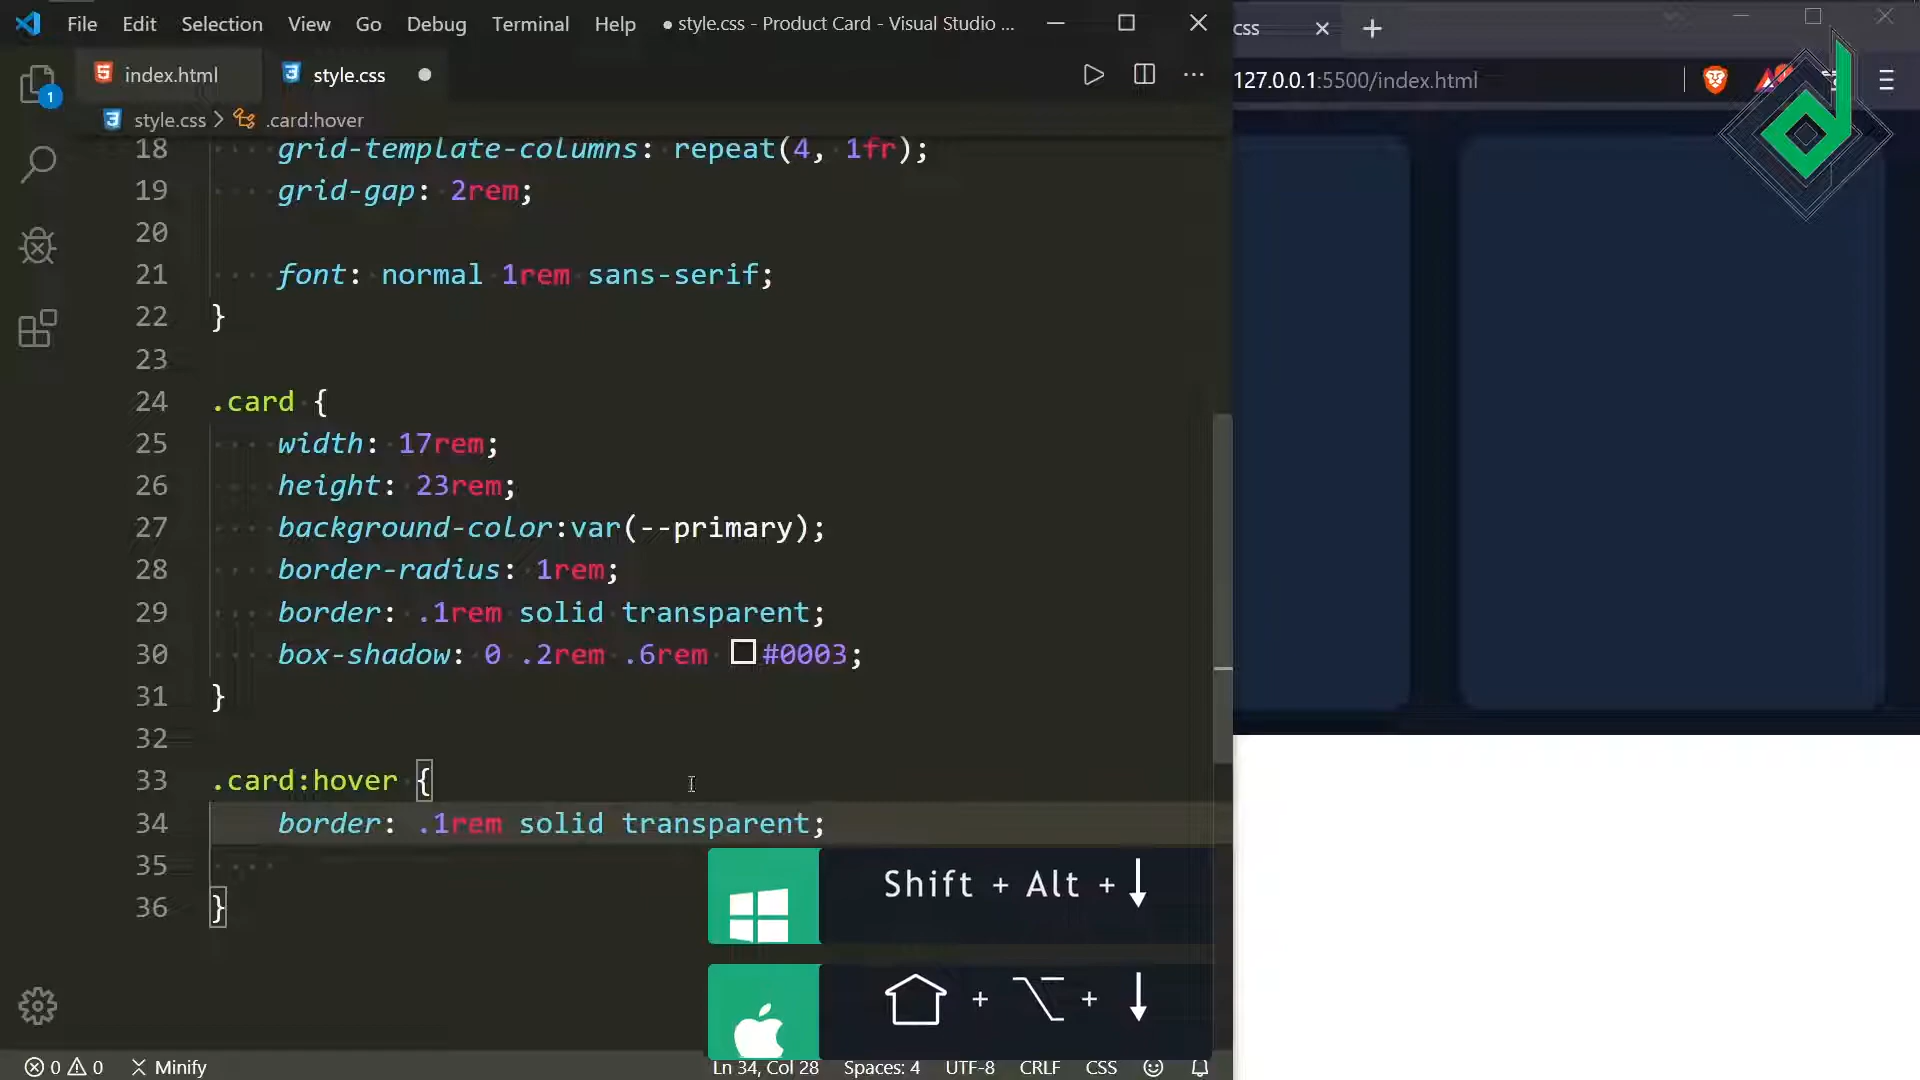 File Edit Selection View Go Debug Terminal Help ● style.css - Product Card - Visual Studio ...
css
index.html
style.css
127.0.0.1:5500/index.html
1
style.css > .card:hover
18 grid-template-columns: repeat(4, 1fr);
19 grid-gap: 2rem;
20
21 font: normal 1rem sans-serif;
22 }
23
24 .card {
25 width: 17rem;
26 height: 23rem;
27 background-color:var(--primary);
28 border-radius: 1rem;
29 border: .1rem solid transparent;
30 box-shadow: 0 .2rem .6rem #0003;
31 }
32
33 .card:hover {
34 border: .1rem solid transparent;
35
36 }
Shift + Alt + ↓
⇧ + ⌥ + ↓
0 0 Minify Ln 34, Col 28 Spaces: 4 UTF-8 CRLF CSS